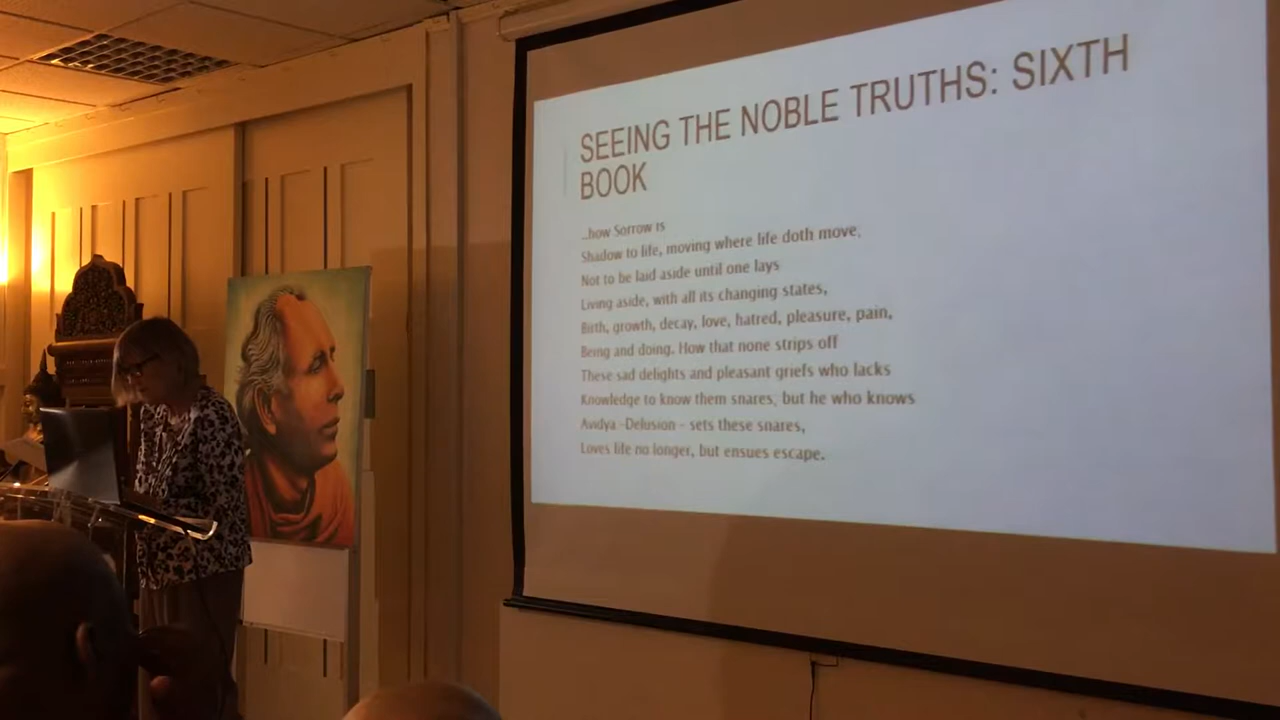 SEEING THE NOBLE TRUTHS: SIXTH
BOOK
..how Sorrow is
Shadow to life, moving where life doth move,
Not to be laid aside until one lays
Living aside, with all its changing states,
Birth, growth, decay, love, hatred, pleasure, pain,
Being and doing. How that none strips off
These sad delights and pleasant griefs who lacks
Knowledge to know them snares; but he who knows
Avidya -Delusion - sets these snares,
Loves life no longer, but ensues escape.